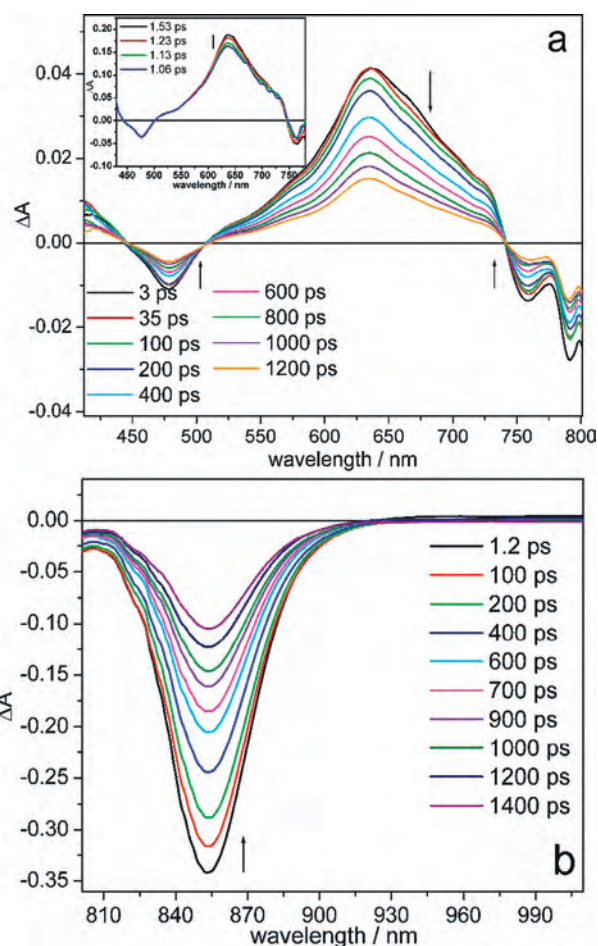 a
0.20
0.15
0.10
0.05
0.00
-0.05
-0.10
ΔA
1.53 ps
1.23 ps
1.13 ps
1.06 ps
450 500 550 600 650 700 750
wavelength / nm
0.04
0.02
0.00
-0.02
-0.04
ΔA
3 ps
35 ps
100 ps
200 ps
400 ps
600 ps
800 ps
1000 ps
1200 ps
450 500 550 600 650 700 750 800
wavelength / nm
0.00
-0.05
-0.10
-0.15
-0.20
-0.25
-0.30
-0.35
ΔA
1.2 ps
100 ps
200 ps
400 ps
600 ps
700 ps
900 ps
1000 ps
1200 ps
1400 ps
b
810 840 870 900 930 960 990
wavelength / nm